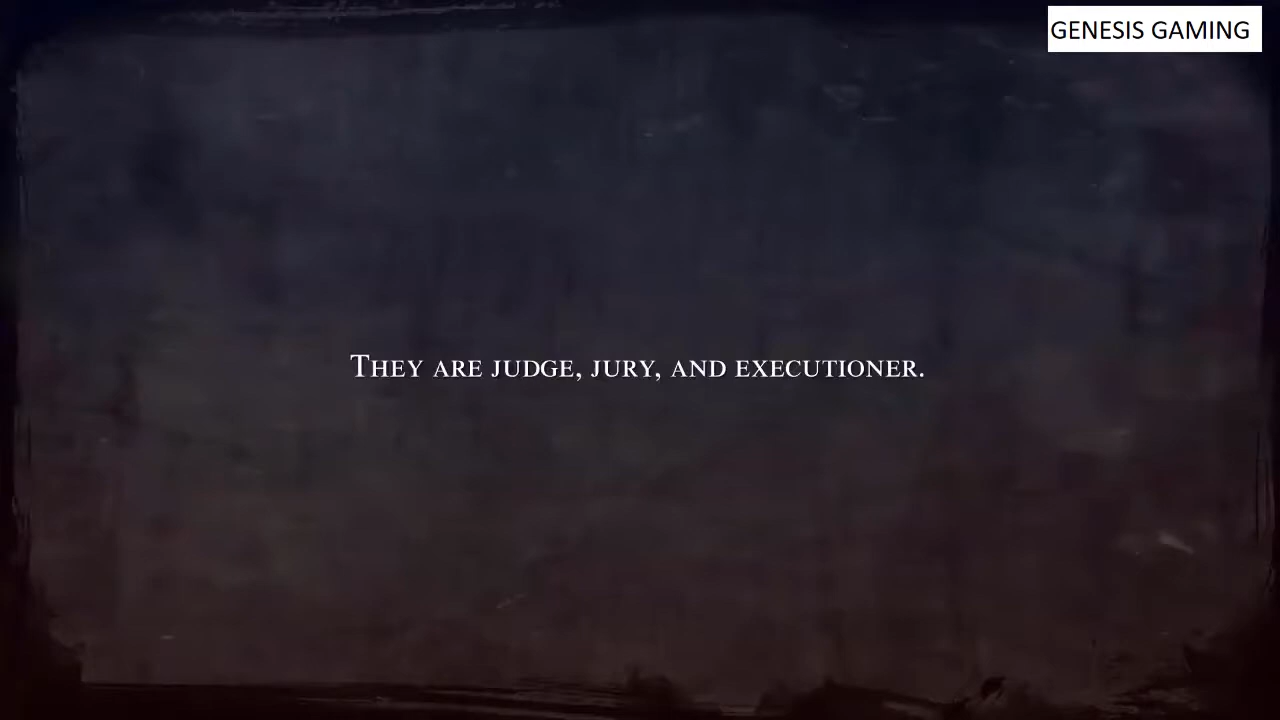 GENESIS GAMING
They are judge, jury, and executioner.